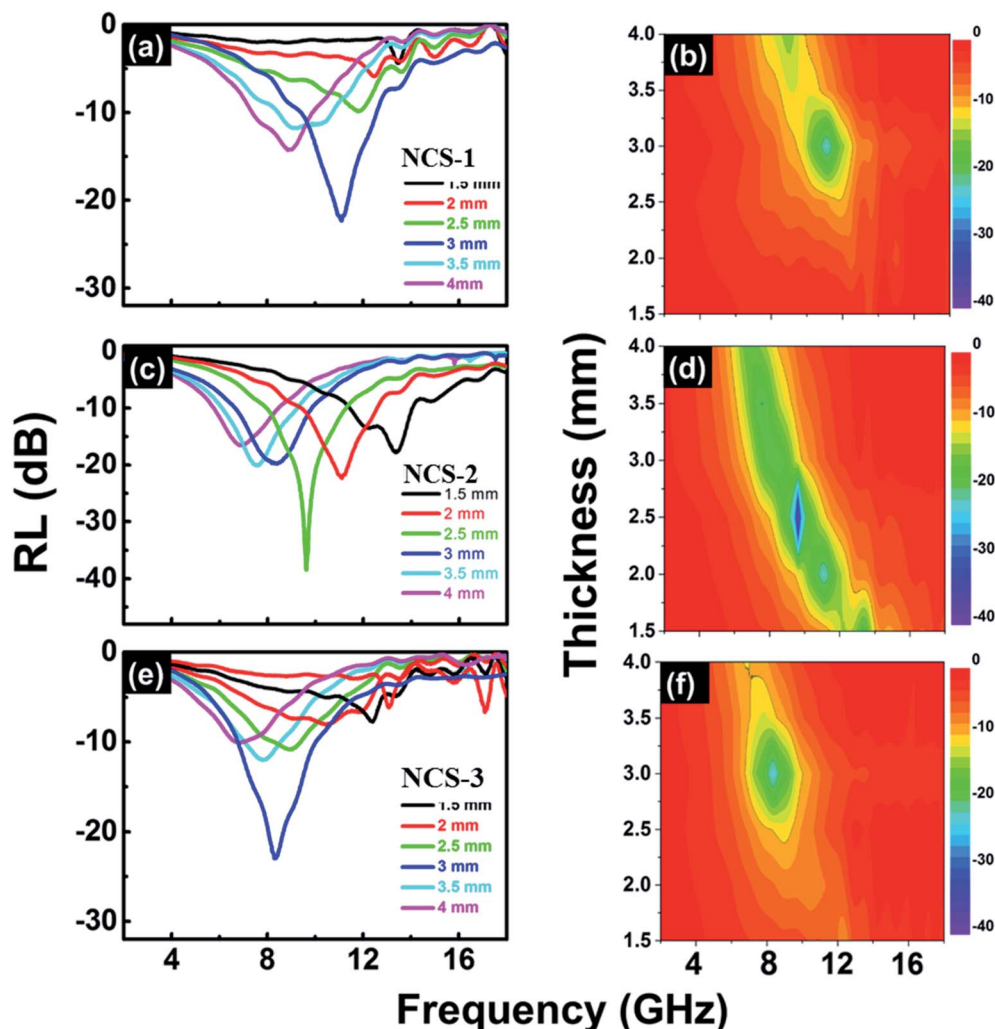 (a)
0
-10
-20
-30
NCS-1
1.5 mm
2 mm
2.5 mm
3 mm
3.5 mm
4mm
(b)
4.0
3.5
3.0
2.5
2.0
1.5
0
-10
-20
-30
-40
(c)
0
-10
-20
-30
-40
NCS-2
1.5 mm
2 mm
2.5 mm
3 mm
3.5 mm
4 mm
(d)
4.0
3.5
3.0
2.5
2.0
1.5
0
-10
-20
-30
-40
(e)
0
-10
-20
-30
NCS-3
1.5 mm
2 mm
2.5 mm
3 mm
3.5 mm
4 mm
4 8 12 16
(f)
4.0
3.5
3.0
2.5
2.0
1.5
4 8 12 16
0
-10
-20
-30
-40
RL (dB)
Thickness (mm)
Frequency (GHz)